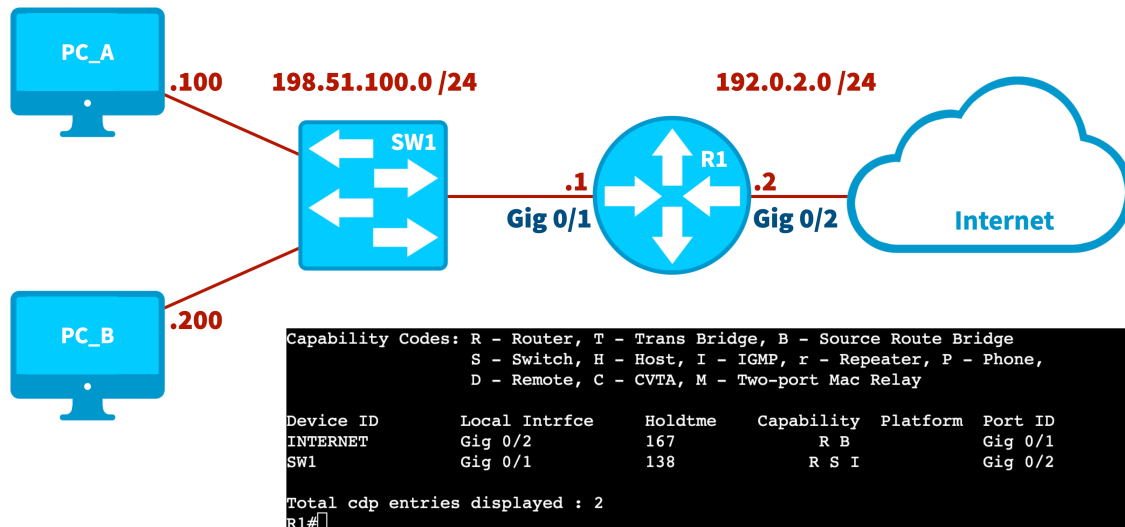 PC_A
.100
198.51.100.0 /24
192.0.2.0 /24
SW1
R1
.1
.2
Gig 0/1
Gig 0/2
Internet
PC_B
.200
Capability Codes: R - Router, T - Trans Bridge, B - Source Route Bridge
S - Switch, H - Host, I - IGMP, r - Repeater, P - Phone,
D - Remote, C - CVTA, M - Two-port Mac Relay
Device ID Local Intrfce Holdtme Capability Platform Port ID
INTERNET Gig 0/2 167 R B Gig 0/1
SW1 Gig 0/1 138 R S I Gig 0/2
Total cdp entries displayed : 2
R1#